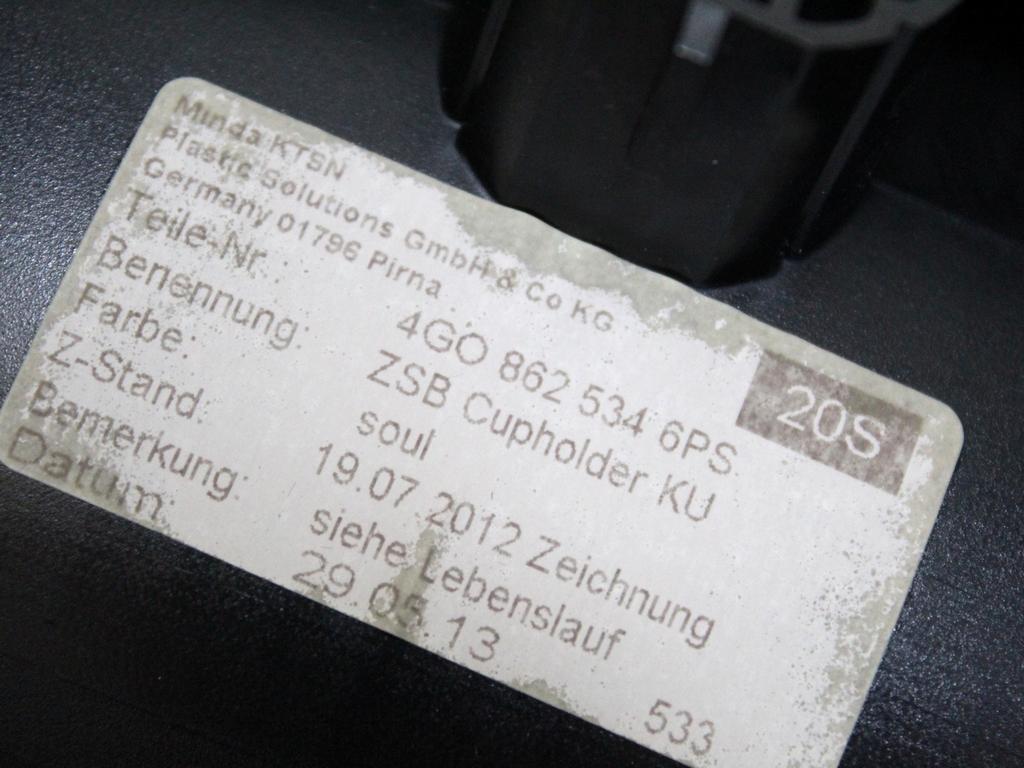 Minda KTSN
Plastic Solutions GmbH & Co KG
Germany 01796 Pirna
Teile-Nr. 4GO 862 534 6PS 20S
Benennung: ZSB Cupholder KU
Farbe: soul
Z-Stand: 19.07.2012 Zeichnung
Bemerkung: siehe Lebenslauf
Datum: 29.05.13
533